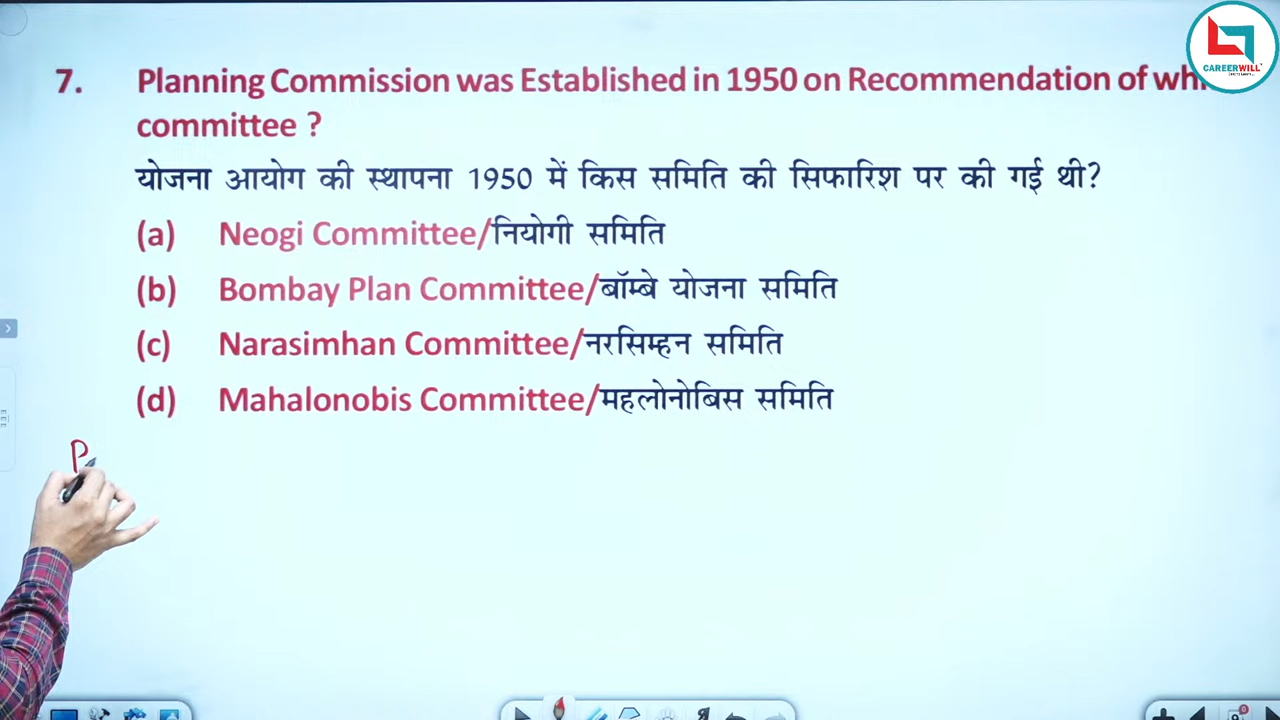 CAREERWILL
7. Planning Commission was Established in 1950 on Recommendation of
committee ?
योजना आयोग की स्थापना 1950 में किस समिति की सिफारिश पर की गई थी?
(a) Neogi Committee/नियोगी समिति
(b) Bombay Plan Committee/बॉम्बे योजना समिति
(c) Narasimhan Committee/नरसिम्हन समिति
(d) Mahalonobis Committee/महलोनोबिस समिति
P